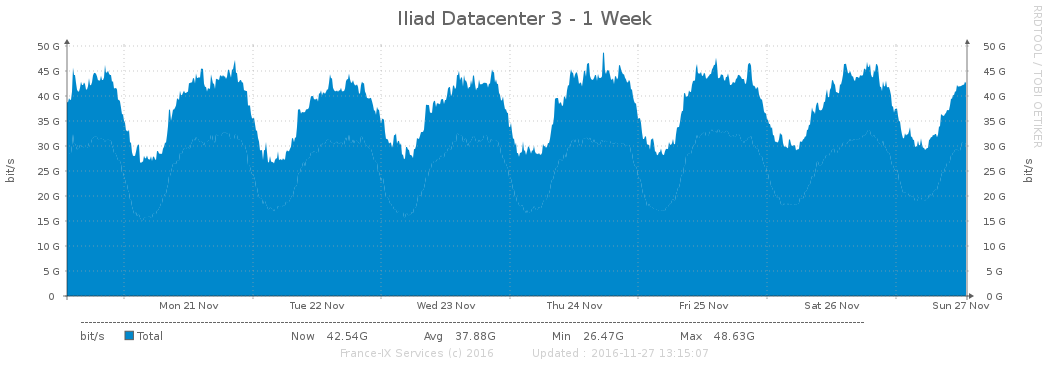 Iliad Datacenter 3 - 1 Week
RRDTOOL / TOBI OETIKER
bit/s
50 G 50 G
45 G 45 G
40 G 40 G
35 G 35 G
30 G 30 G
25 G 25 G
20 G 20 G
15 G 15 G
10 G 10 G
5 G 5 G
0 0 G
bit/s
Mon 21 Nov Tue 22 Nov Wed 23 Nov Thu 24 Nov Fri 25 Nov Sat 26 Nov Sun 27 Nov
bit/s Total Now 42.54G Avg 37.88G Min 26.47G Max 48.63G
France-IX Services (c) 2016 Updated : 2016-11-27 13:15:07